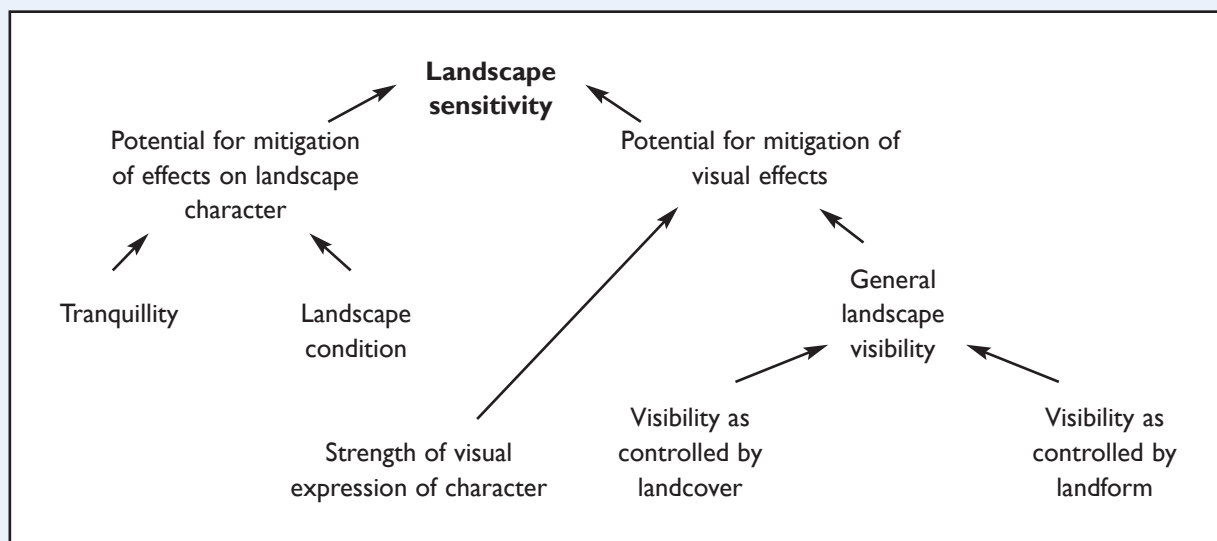 Landscape
sensitivity
Potential for mitigation
of effects on landscape
character
Potential for mitigation of
visual effects
Tranquillity
Landscape
condition
General
landscape
visibility
Strength of visual
expression of character
Visibility as
controlled by
landcover
Visibility as
controlled by
landform